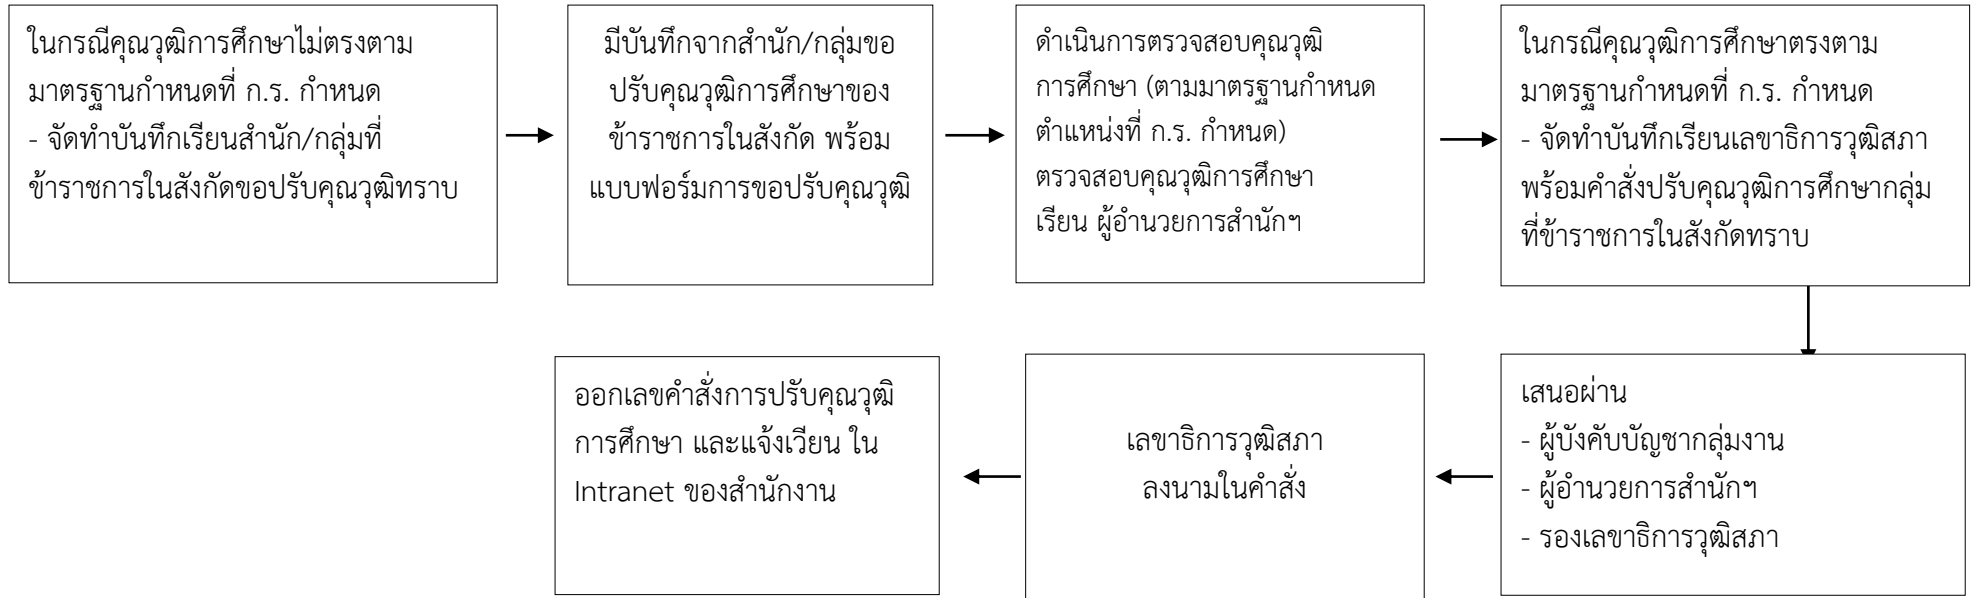 ในกรณีคุณวุฒิการศึกษาไม่ตรงตาม
มาตรฐานกำหนดที่ ก.ร. กำหนด
- จัดทำบันทึกเรียนสำนัก/กลุ่มที่
ข้าราชการในสังกัดขอปรับคุณวุฒิทราบ
มีบันทึกจากสำนัก/กลุ่มขอ
ปรับคุณวุฒิการศึกษาของ
ข้าราชการในสังกัด พร้อม
แบบฟอร์มการขอปรับคุณวุฒิ
ดำเนินการตรวจสอบคุณวุฒิ
การศึกษา (ตามมาตรฐานกำหนด
ตำแหน่งที่ ก.ร. กำหนด)
ตรวจสอบคุณวุฒิการศึกษา
เรียน ผู้อำนวยการสำนักฯ
ในกรณีคุณวุฒิการศึกษาตรงตาม
มาตรฐานกำหนดที่ ก.ร. กำหนด
- จัดทำบันทึกเรียนเลขาธิการวุฒิสภา
พร้อมคำสั่งปรับคุณวุฒิการศึกษากลุ่ม
ที่ข้าราชการในสังกัดทราบ
เสนอผ่าน
- ผู้บังคับบัญชากลุ่มงาน
- ผู้อำนวยการสำนักฯ
- รองเลขาธิการวุฒิสภา
เลขาธิการวุฒิสภา
ลงนามในคำสั่ง
ออกเลขคำสั่งการปรับคุณวุฒิ
การศึกษา และแจ้งเวียน ใน
Intranet ของสำนักงาน